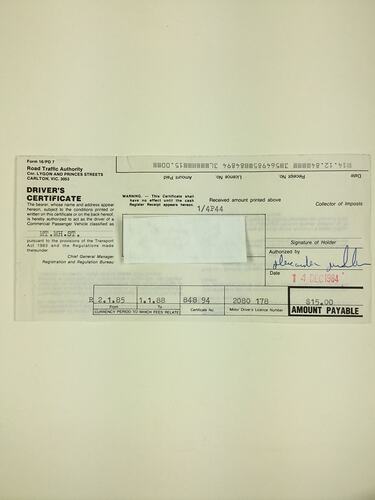 Form 16/PD 7
Road Traffic Authority
Cnr. LYGON AND PRINCES STREETS
CARLTON, VIC. 3053
R14.12.84 Receipt No. Licence No. Amount Paid
Date
DRIVER'S
CERTIFICATE
The bearer, whose name and address appear
hereon, subject to the conditions printed or
written on this certificate or on the back hereof,
is hereby authorized to act as the driver of a
Commercial Passenger Vehicle classified as
MT.MH.ST.
pursuant to the provisions of the Transport
Act 1983 and the Regulations made
thereunder
Chief General Manager
Registration and Regulation Bureau
WARNING. — This Certificate shall
have no effect until the cash
Register Receipt appears hereon.
Received amount printed above
1/4P44
Collector of Imposts
Signature of Holder
Authorized by
Date
14 DEC 1984
R 2.1.85 1.1.88 848 94 2080 178 $15.00
From To Certificate No. Motor Driver's Licence Number AMOUNT PAYABLE
CURRENCY PERIOD TO WHICH FEES RELATE